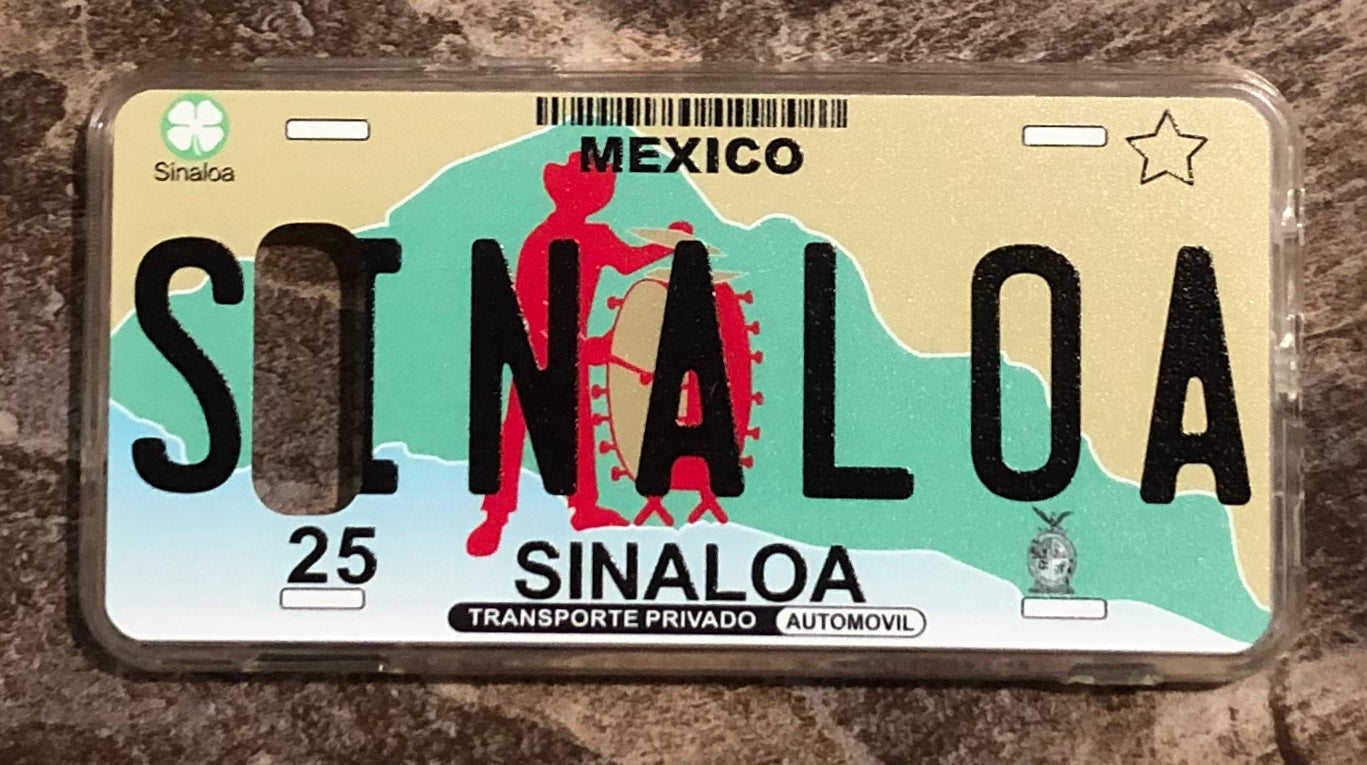 MEXICO
Sinaloa
SINALOA
25
SINALOA
TRANSPORTE PRIVADO AUTOMOVIL